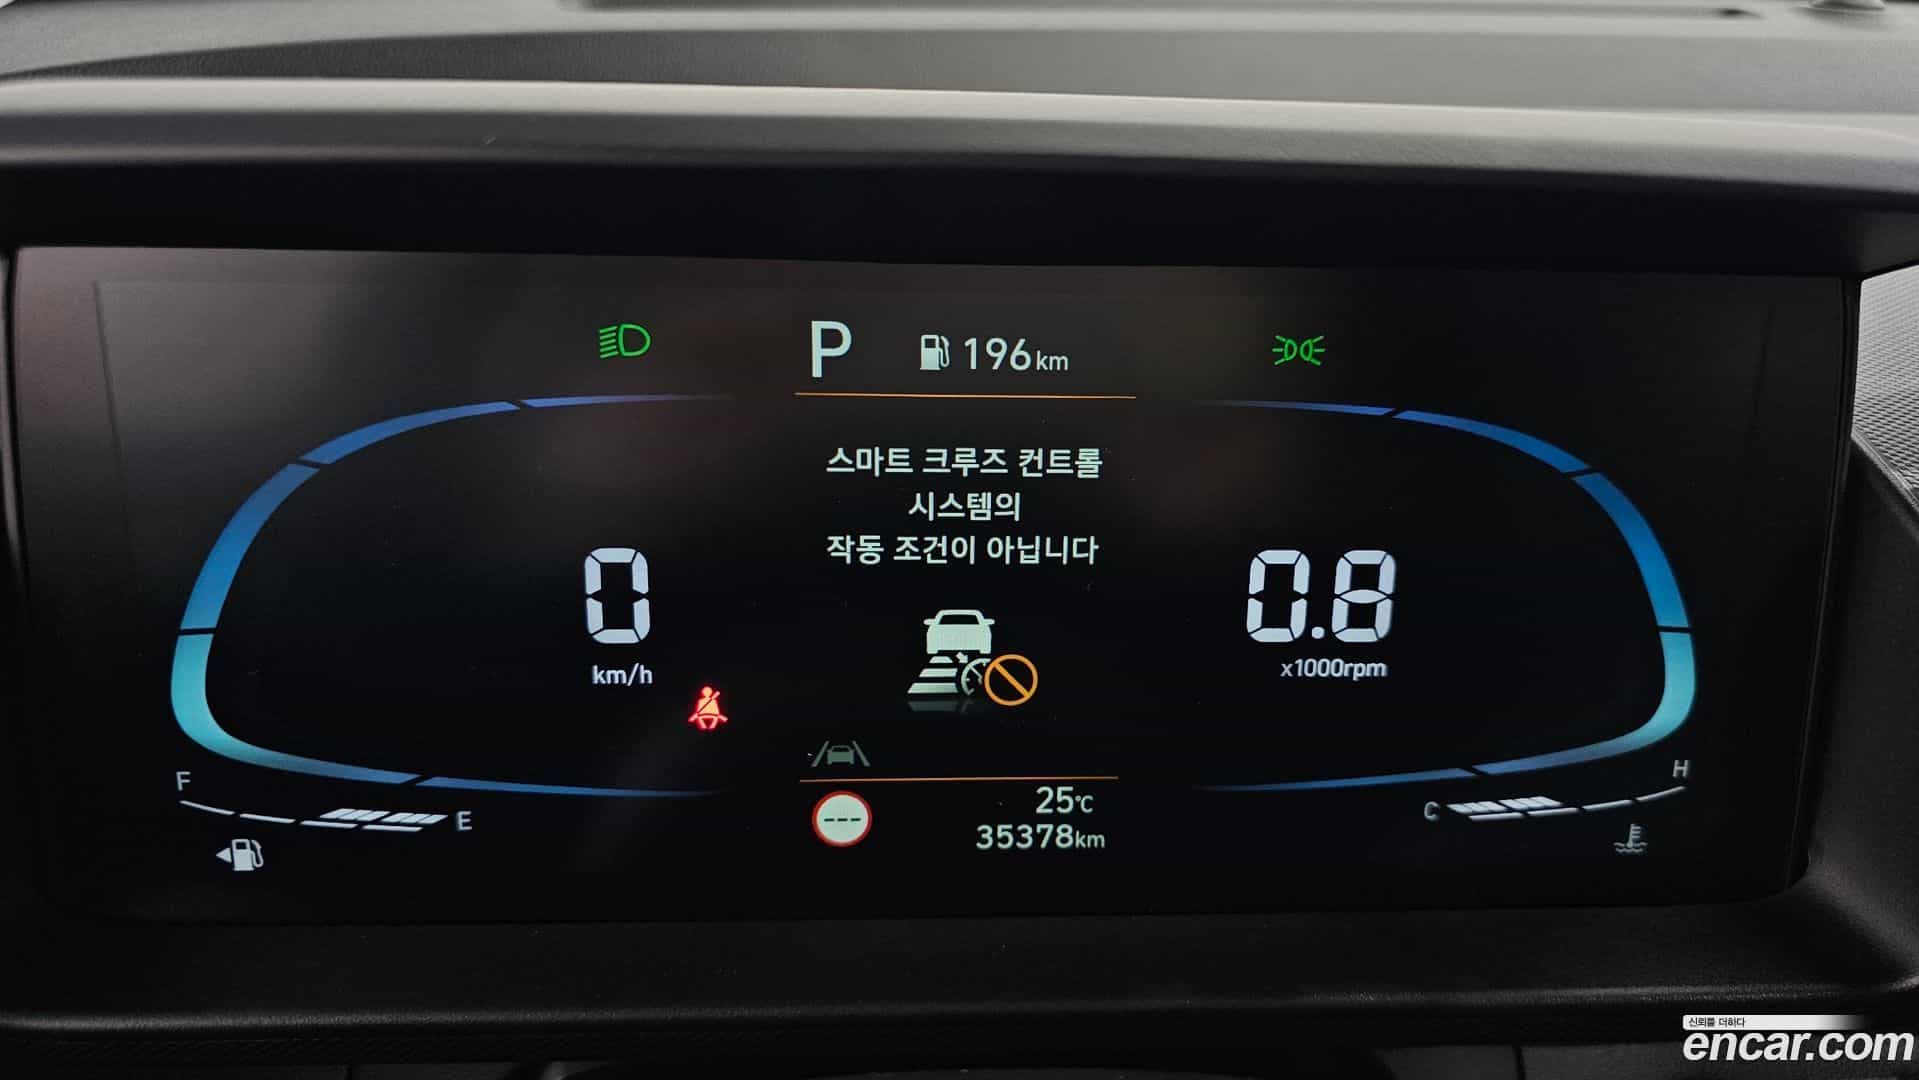 P 196km
스마트 크루즈 컨트롤
시스템의
작동 조건이 아닙니다
0
km/h
0.8
x1000rpm
F
E
C
H
---
25℃
35378km
신뢰를 더하다
encar.com